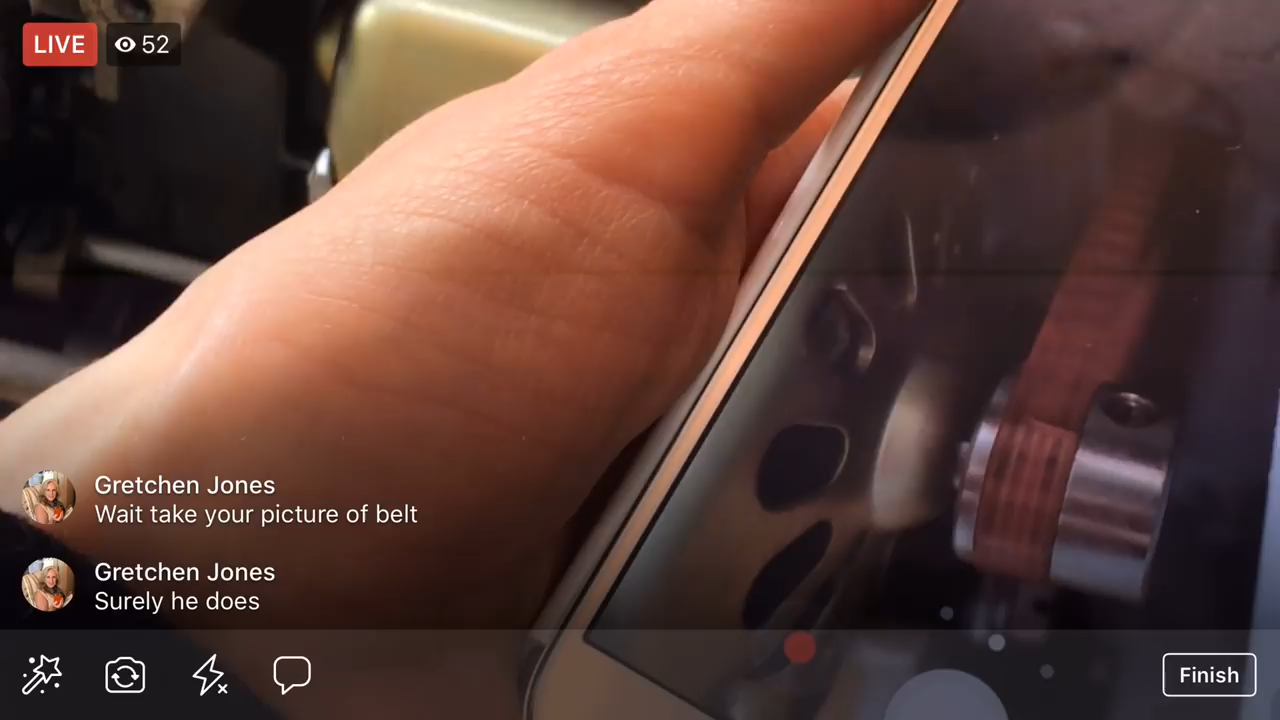 LIVE
52
Gretchen Jones
Wait take your picture of belt
Gretchen Jones
Surely he does
Finish